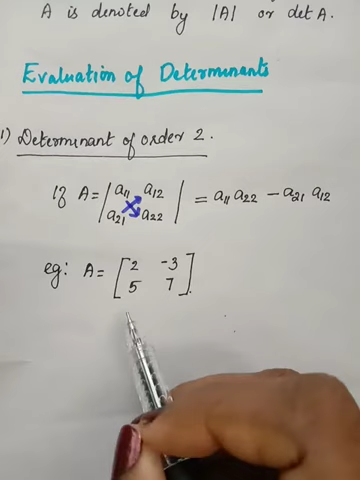 A is denoted by |A| or det A.
Evaluation of Determinants
1) Determinant of order 2.
If A = | a₁₁ a₁₂ | = a₁₁ a₂₂ − a₂₁ a₁₂
| a₂₁ a₂₂ |
eg: A = [ 2 -3 ]
[ 5 7 ].